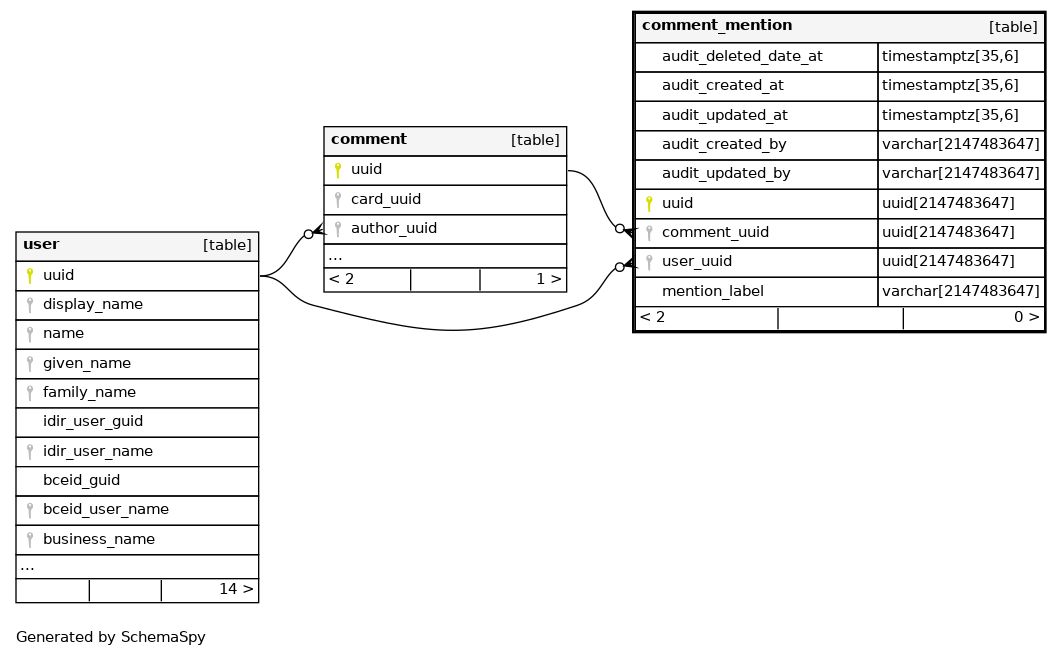 comment_mention [table]
audit_deleted_date_at timestamptz[35,6]
audit_created_at timestamptz[35,6]
audit_updated_at timestamptz[35,6]
audit_created_by varchar[2147483647]
audit_updated_by varchar[2147483647]
uuid uuid[2147483647]
comment_uuid uuid[2147483647]
user_uuid uuid[2147483647]
mention_label varchar[2147483647]
< 2 0 >
comment [table]
uuid
card_uuid
author_uuid
...
< 2 1 >
user [table]
uuid
display_name
name
given_name
family_name
idir_user_guid
idir_user_name
bceid_guid
bceid_user_name
business_name
...
14 >
Generated by SchemaSpy